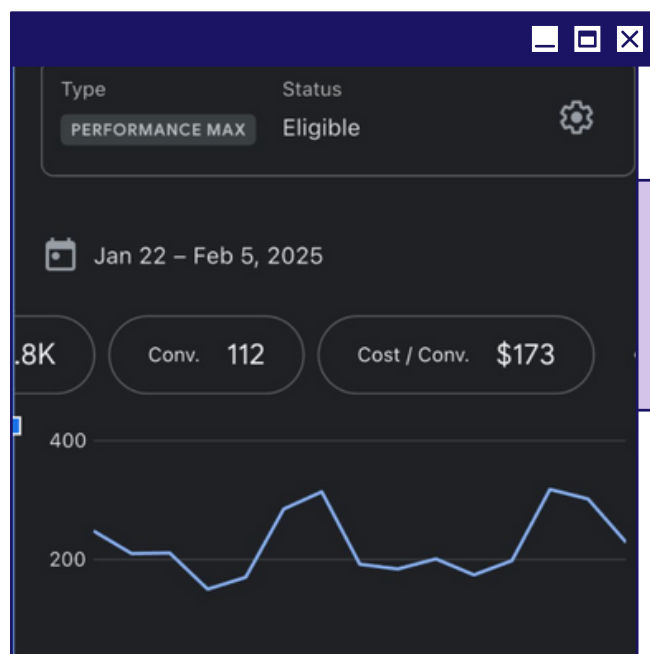 Type Status
PERFORMANCE MAX Eligible
Jan 22 – Feb 5, 2025
.8K Conv. 112 Cost / Conv. $173
400
200